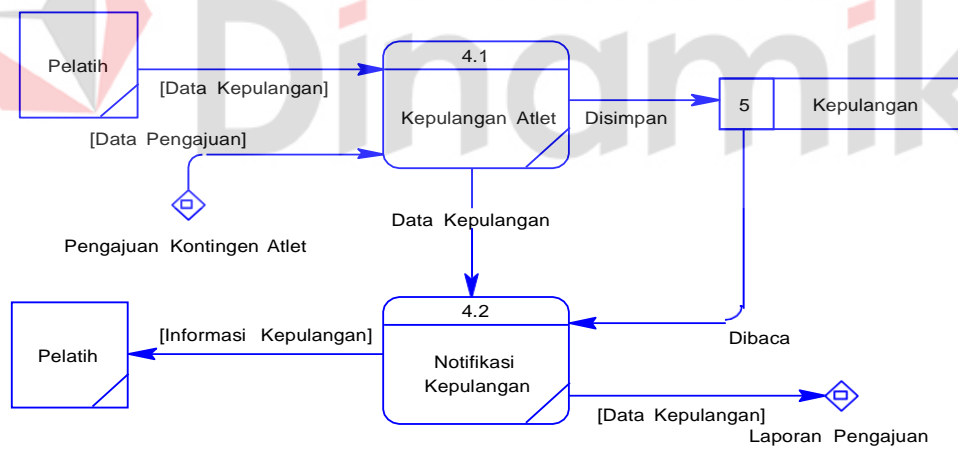 Dinamik
Pelatih
[Data Kepulangan]
4.1
Kepulangan Atlet
Disimpan
5
Kepulangan
[Data Pengajuan]
Pengajuan Kontingen Atlet
Data Kepulangan
4.2
Notifikasi
Kepulangan
Dibaca
[Informasi Kepulangan]
Pelatih
[Data Kepulangan]
Laporan Pengajuan